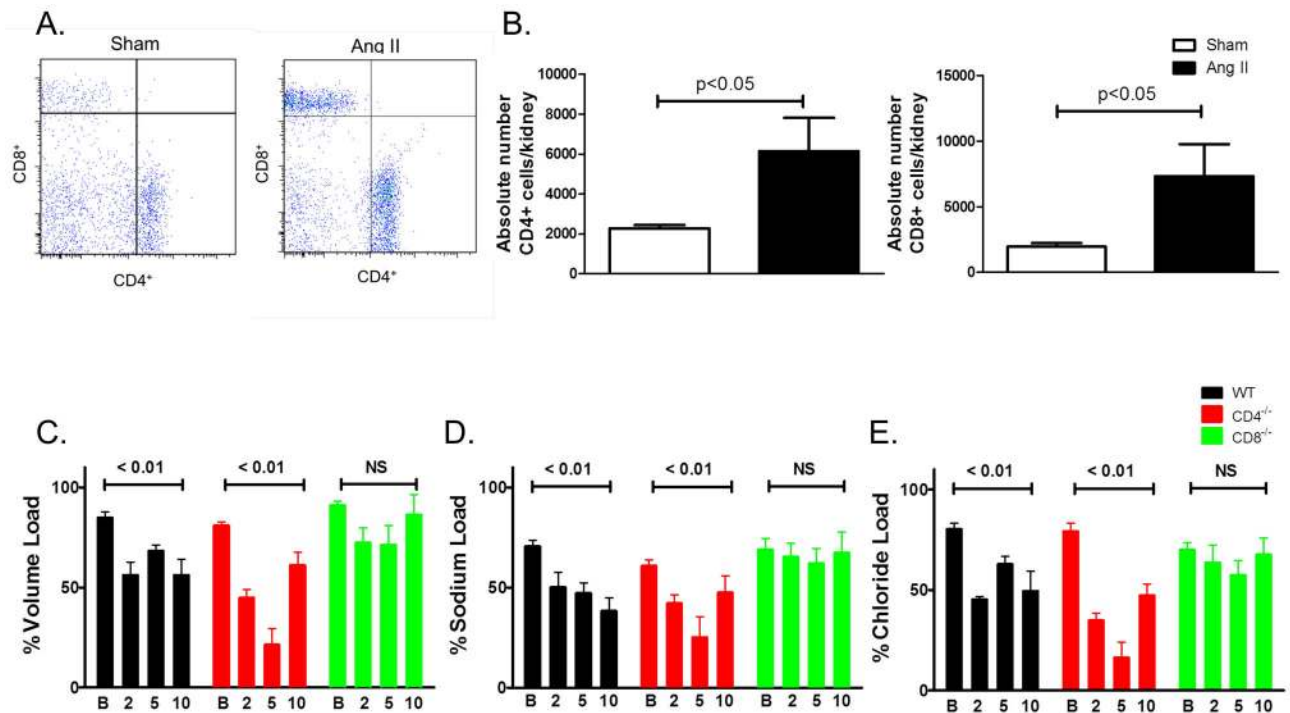 A.
Sham
Ang II
CD8⁺
CD8⁺
CD4⁺
CD4⁺
B.
Sham
Ang II
Absolute number
CD4+ cells/kidney
10000
8000
6000
4000
2000
0
p<0.05
Absolute number
CD8+ cells/kidney
15000
10000
5000
0
p<0.05
WT
CD4⁻/⁻
CD8⁻/⁻
C.
% Volume Load
100
50
0
< 0.01
< 0.01
NS
B 2 5 10 B 2 5 10 B 2 5 10
D.
% Sodium Load
100
50
0
< 0.01
< 0.01
NS
B 2 5 10 B 2 5 10 B 2 5 10
E.
% Chloride Load
100
50
0
< 0.01
< 0.01
NS
B 2 5 10 B 2 5 10 B 2 5 10